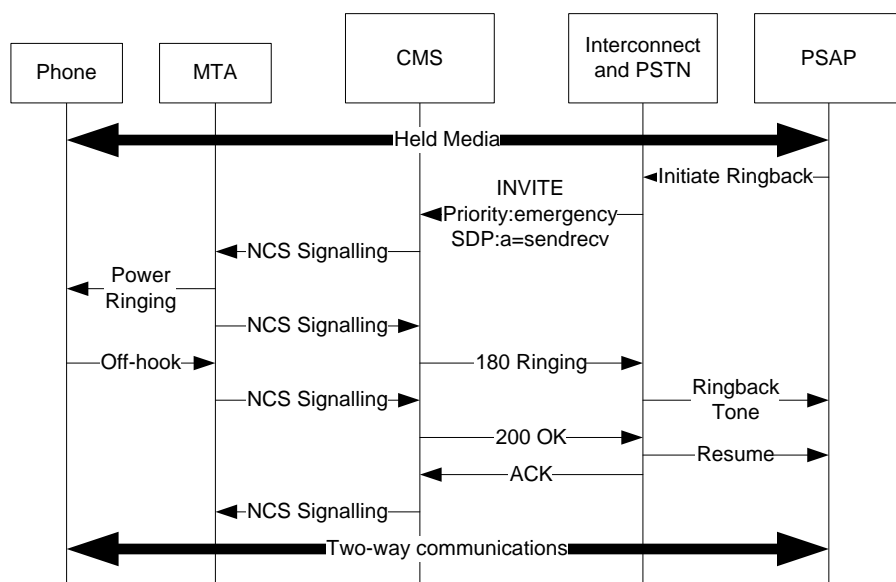 Phone
MTA
CMS
Interconnect
and PSTN
PSAP
Held Media
Initiate Ringback
INVITE
Priority:emergency
SDP:a=sendrecv
NCS Signalling
Power
Ringing
NCS Signalling
Off-hook
180 Ringing
NCS Signalling
Ringback
Tone
200 OK
Resume
ACK
NCS Signalling
Two-way communications